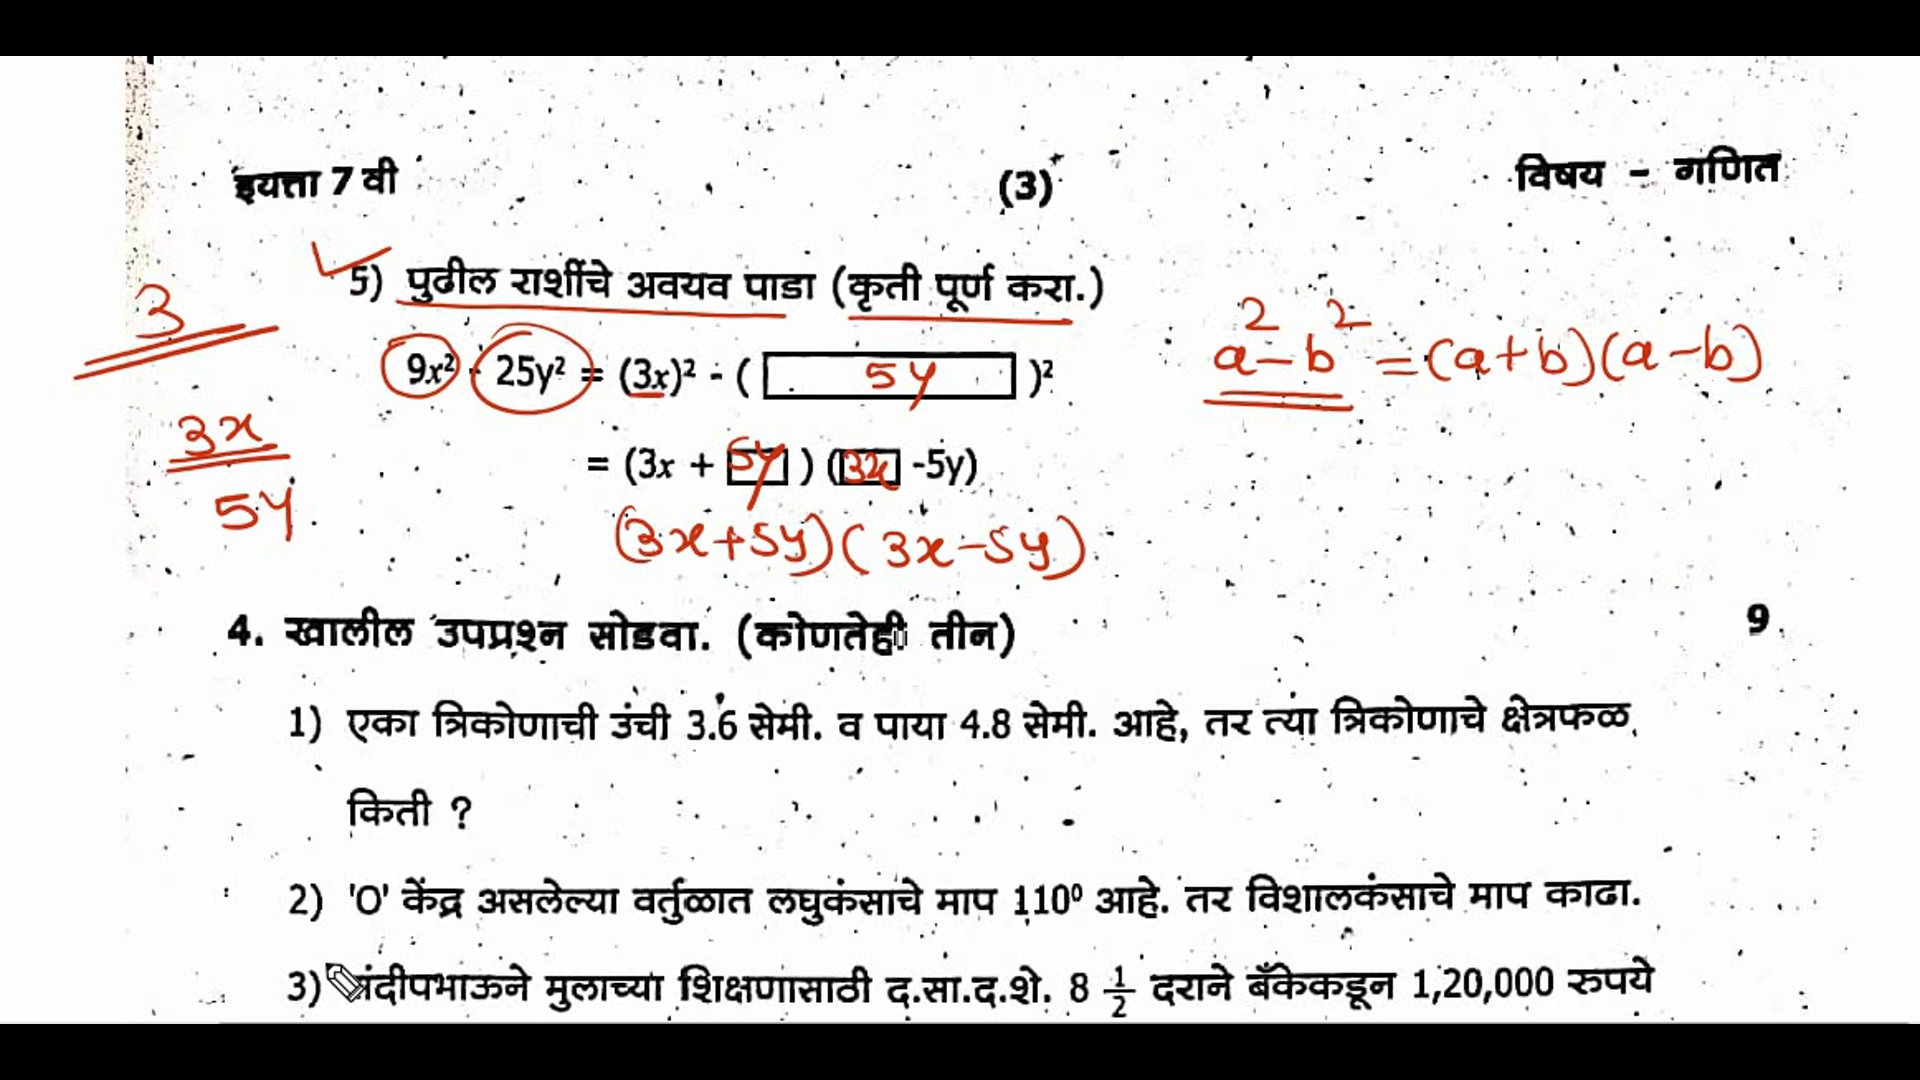 इयत्ता 7 वी (3) विषय - गणित
5) पुढील राशींचे अवयव पाडा (कृती पूर्ण करा.)
3
9x² - 25y² = (3x)² - ( 5y )²
a² - b² = (a+b)(a-b)
3x
= (3x + 5y ) ( 3x -5y)
5y
(3x+5y)(3x-5y)
4. खालील उपप्रश्न सोडवा. (कोणतेही तीन) 9
1) एका त्रिकोणाची उंची 3.6 सेमी. व पाया 4.8 सेमी. आहे, तर त्या त्रिकोणाचे क्षेत्रफळ
किती ?
2) 'O' केंद्र असलेल्या वर्तुळात लघुकंसाचे माप 110⁰ आहे. तर विशालकंसाचे माप काढा.
3) मुलाच्या शिक्षणासाठी द.सा.द.शे. 8 1/2 दराने बँकेकडून 1,20,000 रुपये